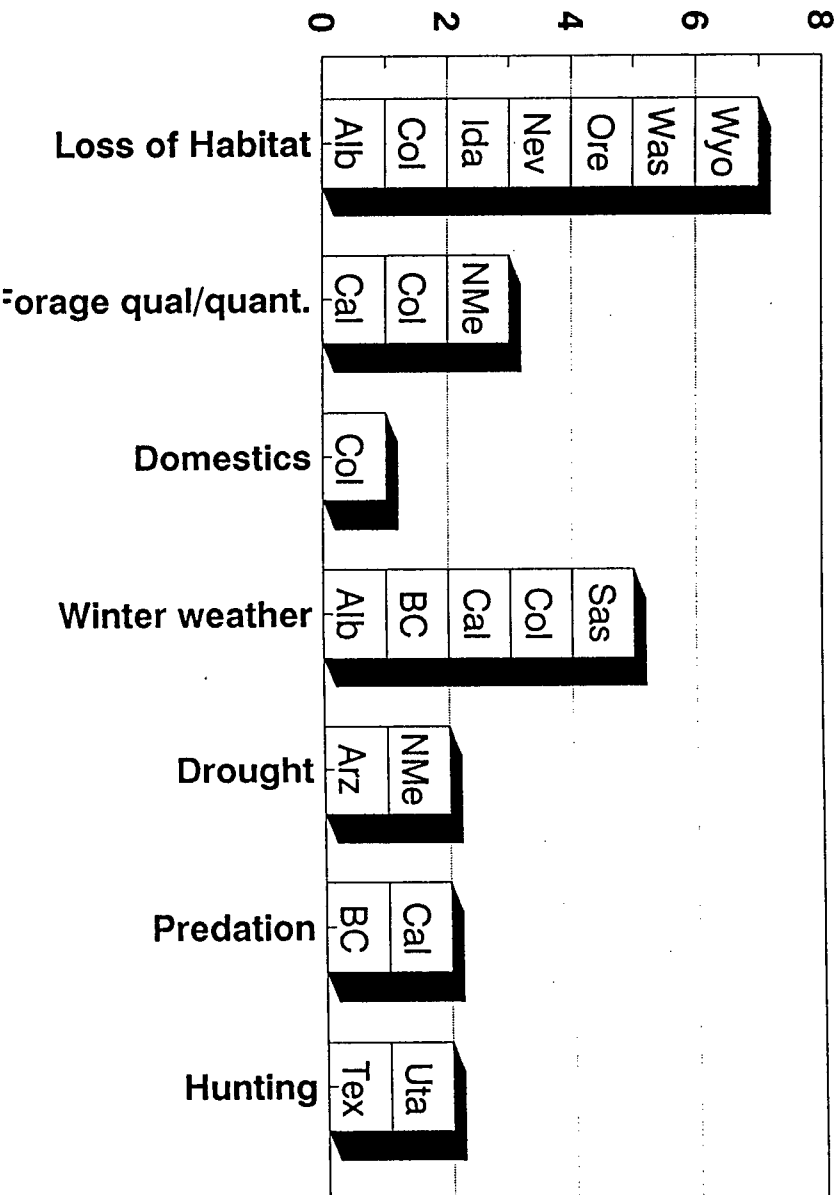 0 2 4 6 8
Loss of Habitat
Alb Col Ida Nev Ore Was Wyo
Forage qual/quant.
Cal Col NMe
Domestics
Col
Winter weather
Alb BC Cal Col Sas
Drought
Arz NMe
Predation
BC Cal
Hunting
Tex Uta